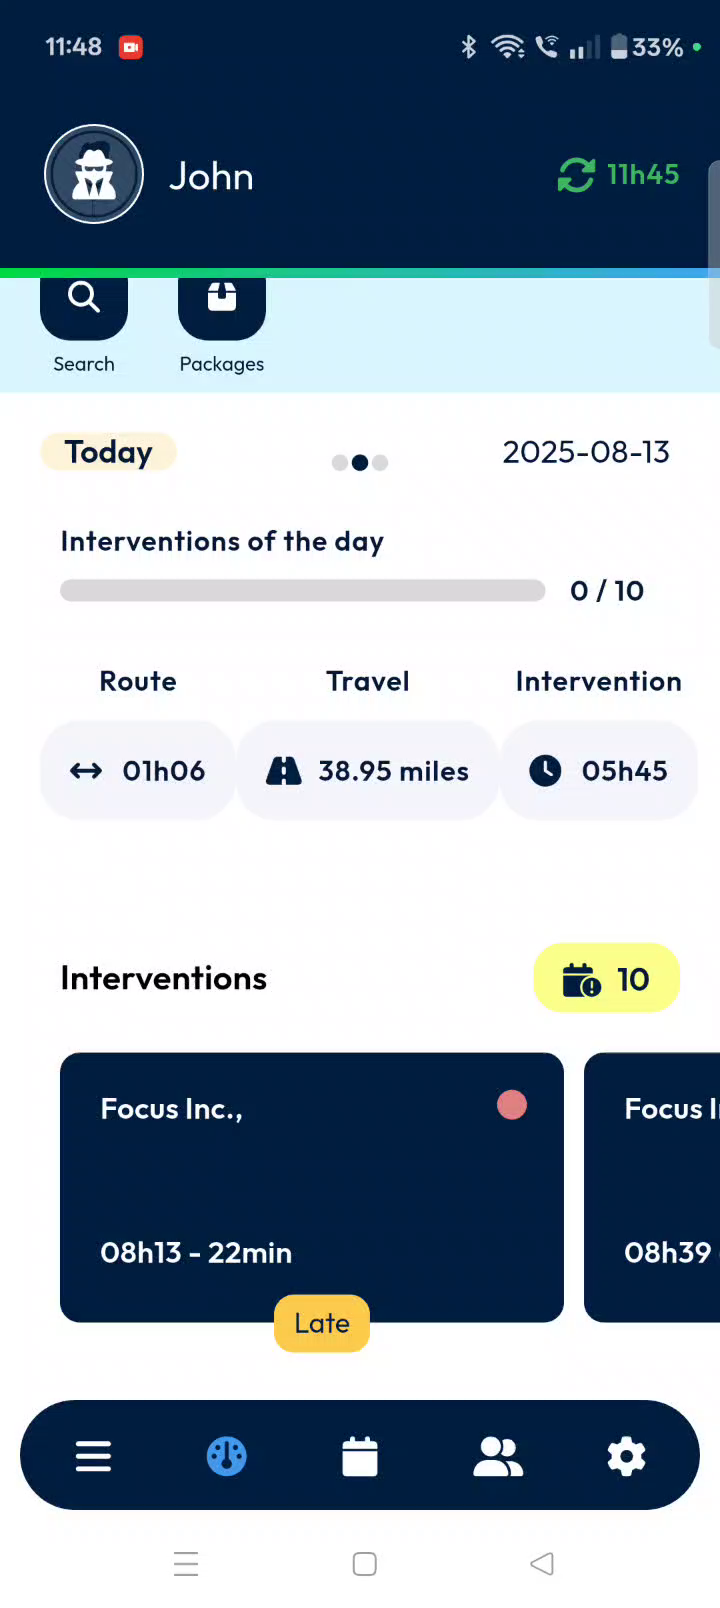 11:48 33%
John 11h45
Search Packages
Today 2025-08-13
Interventions of the day
0 / 10
Route Travel Intervention
01h06 38.95 miles 05h45
Interventions 10
Focus Inc., Focus
08h13 - 22min 08h39
Late